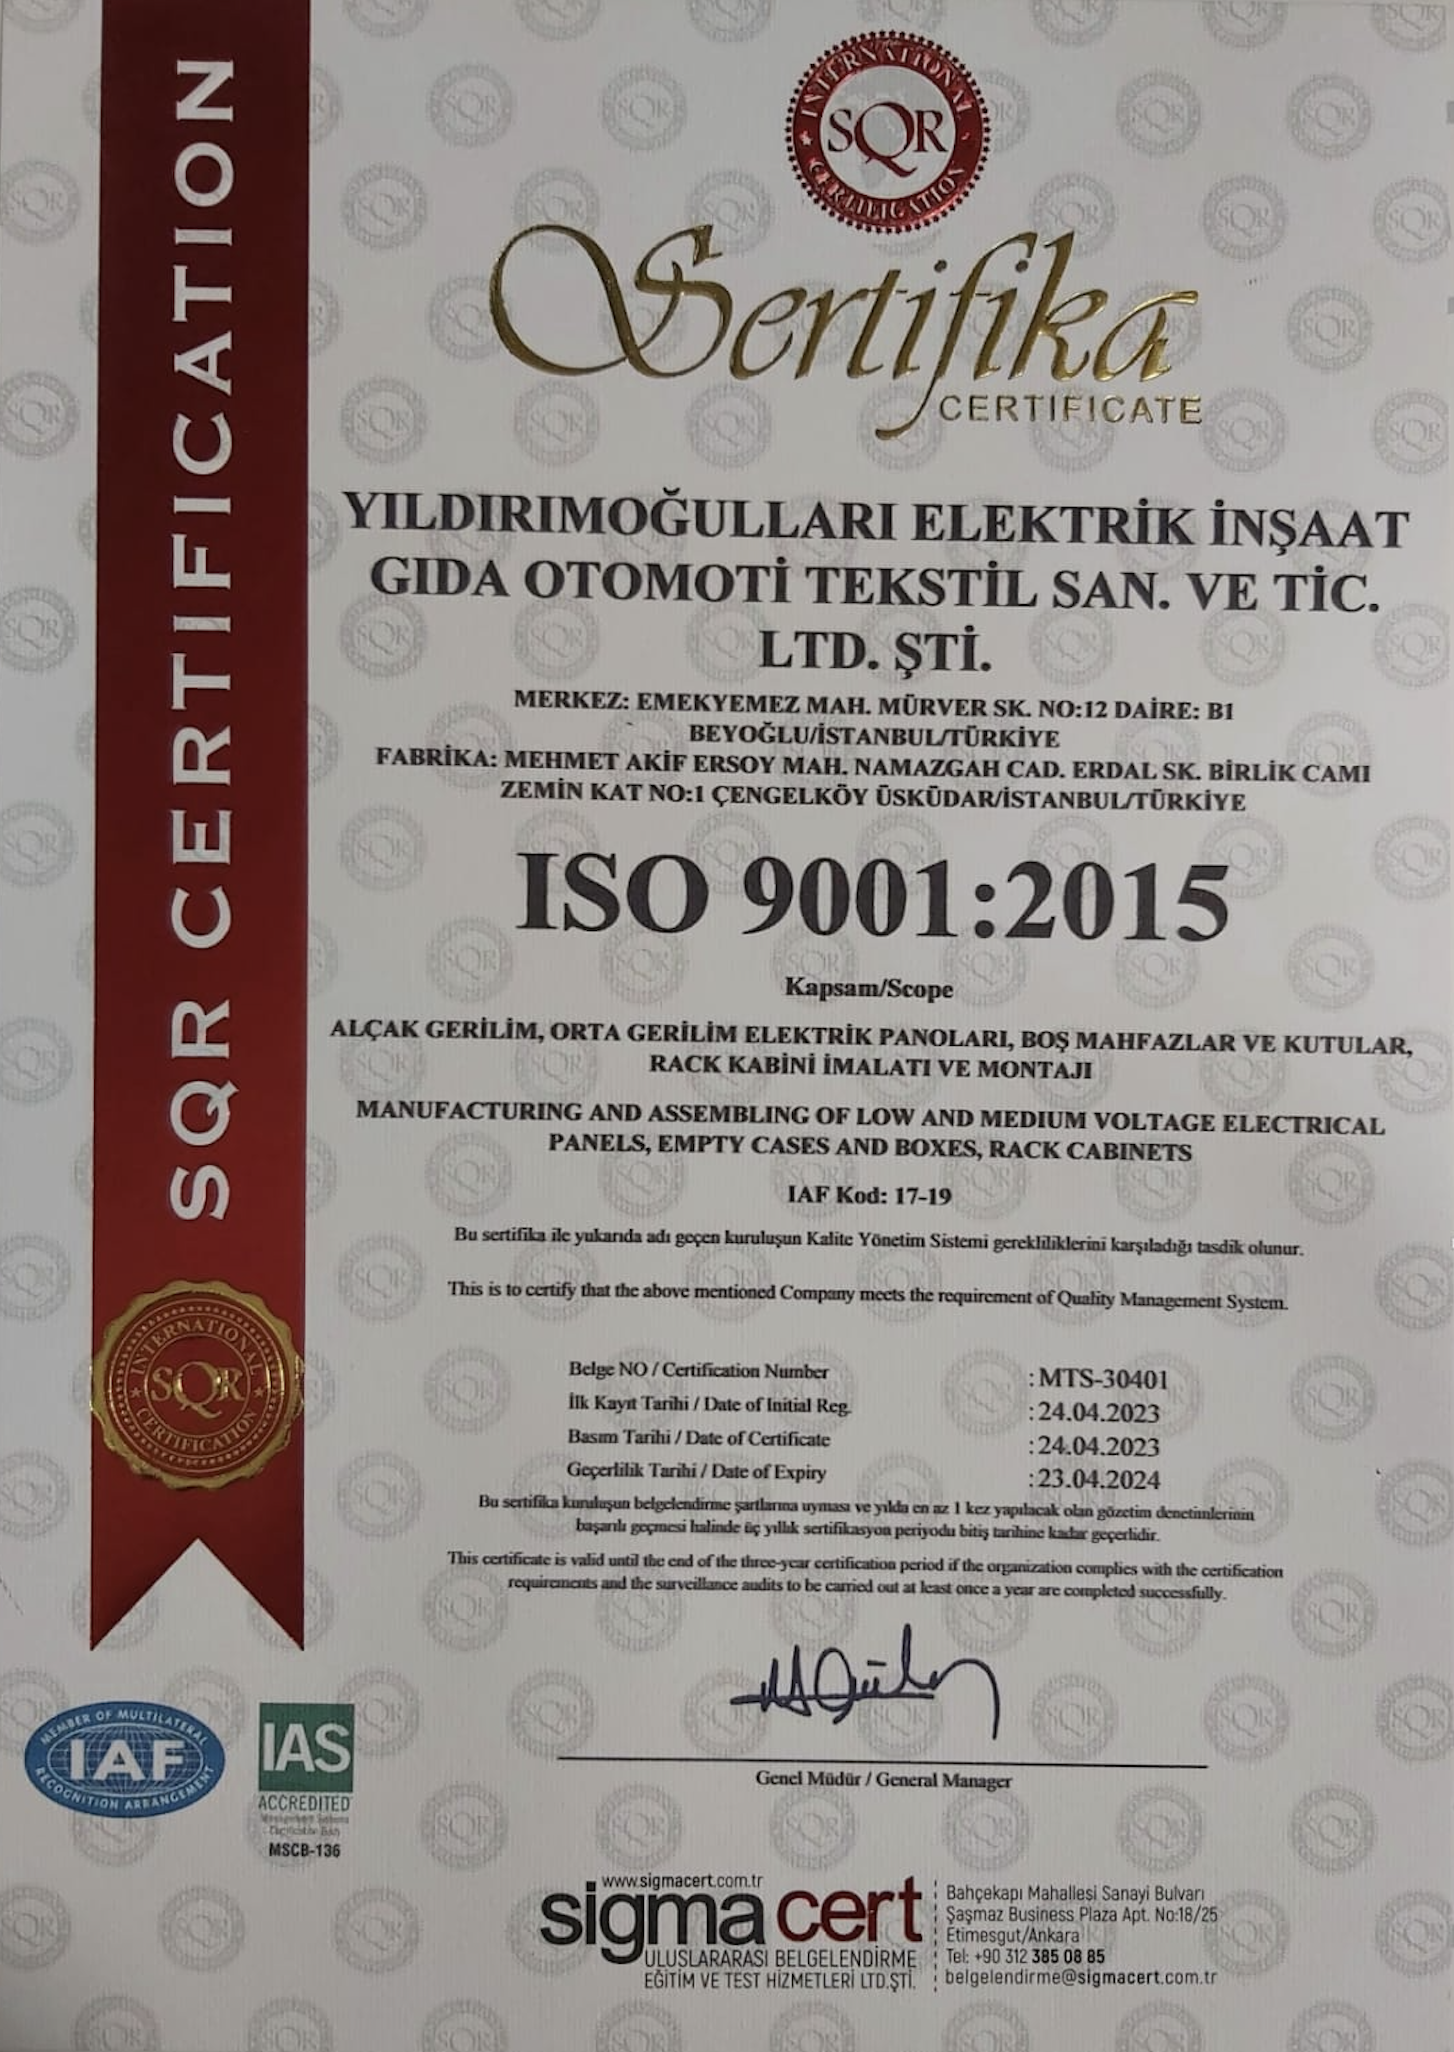 SQR CERTIFICATION
INTERNATIONAL
SQR
CERTIFICATION
Sertifika
CERTIFICATE
YILDIRIMOĞULLARI ELEKTRİK İNŞAAT
GIDA OTOMOTİ TEKSTİL SAN. VE TİC.
LTD. ŞTİ.
MERKEZ: EMEKYEMEZ MAH. MÜRVER SK. NO:12 DAİRE: B1
BEYOĞLU/İSTANBUL/TÜRKİYE
FABRİKA: MEHMET AKİF ERSOY MAH. NAMAZGAH CAD. ERDAL SK. BİRLİK CAMI
ZEMİN KAT NO:1 ÇENGELKÖY ÜSKÜDAR/İSTANBUL/TÜRKİYE
ISO 9001:2015
Kapsam/Scope
ALÇAK GERİLİM, ORTA GERİLİM ELEKTRİK PANOLARI, BOŞ MAHFAZLAR VE KUTULAR,
RACK KABİNİ İMALATI VE MONTAJI
MANUFACTURING AND ASSEMBLING OF LOW AND MEDIUM VOLTAGE ELECTRICAL
PANELS, EMPTY CASES AND BOXES, RACK CABINETS
IAF Kod: 17-19
Bu sertifika ile yukarıda adı geçen kuruluşun Kalite Yönetim Sistemi gerekliliklerini karşıladığı tasdik olunur.
This is to certify that the above mentioned Company meets the requirement of Quality Management System.
Belge NO / Certification Number :MTS-30401
İlk Kayıt Tarihi / Date of Initial Reg. :24.04.2023
Basım Tarihi / Date of Certificate :24.04.2023
Geçerlilik Tarihi / Date of Expiry :23.04.2024
Bu sertifika kuruluşun belgelendirme şartlarına uyması ve yılda en az 1 kez yapılacak olan gözetim denetimlerinin
başarılı geçmesi halinde üç yıllık sertifikasyon periyodu bitiş tarihine kadar geçerlidir.
This certificate is valid until the end of the three-year certification period if the organization complies with the certification
requirements and the surveillance audits to be carried out at least once a year are completed successfully.
INTERNATIONAL
SQR
CERTIFICATION
Genel Müdür / General Manager
MEMBER OF MULTILATERAL
IAF
RECOGNITION ARRANGEMENT
IAS
ACCREDITED
Management Systems
Certification Body
MSCB-136
www.sigmacert.com.tr
sigma cert
ULUSLARARASI BELGELENDİRME
EĞİTİM VE TEST HİZMETLERİ LTD.ŞTİ.
Bahçekapı Mahallesi Sanayi Bulvarı
Şaşmaz Business Plaza Apt. No:18/25
Etimesgut/Ankara
Tel: +90 312 385 08 85
belgelendirme@sigmacert.com.tr